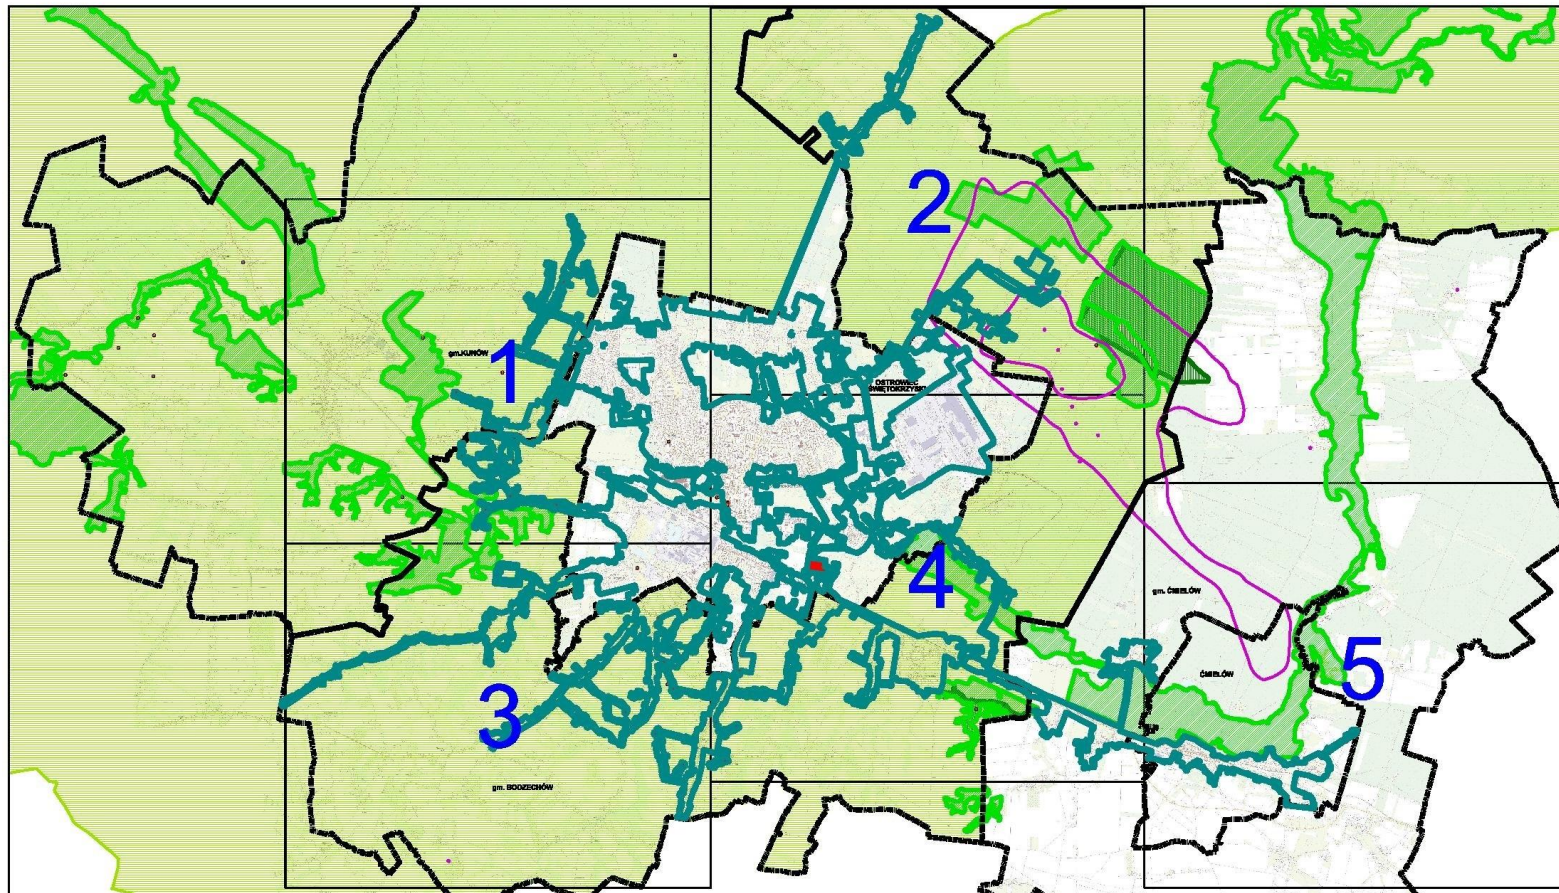 2
1
gm.KUNÓW
OSTROWIEC
ŚWIĘTOKRZYSKI
4
gm. ĆMIELÓW
5
ĆMIELÓW
3
gm. BODZECHÓW